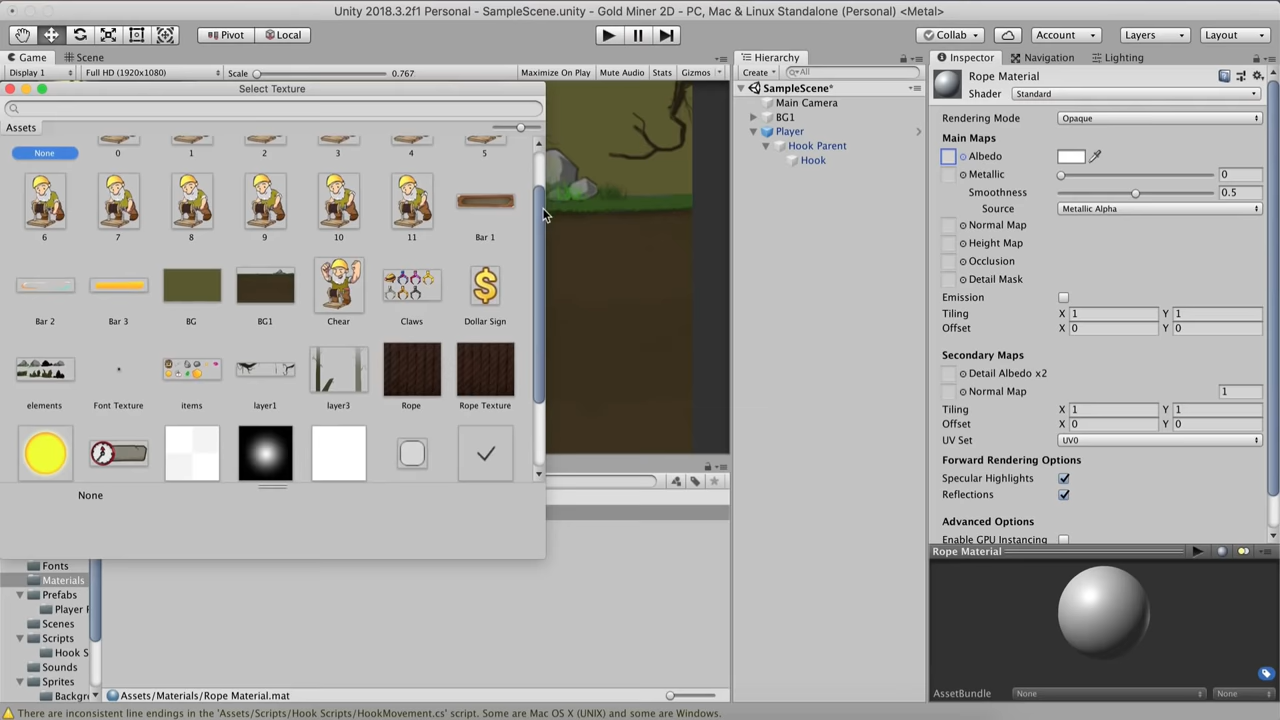 Unity 2018.3.2f1 Personal - SampleScene.unity - Gold Miner 2D - PC, Mac & Linux Standalone (Personal) <Metal>
Pivot Local Collab Account Layers Layout
Game Scene Hierarchy Inspector Navigation Lighting
Display 1 Full HD (1920x1080) Scale 0.767 Maximize On Play Mute Audio Stats Gizmos Create All
Select Texture
Assets
None 0 1 2 3 4 5
6 7 8 9 10 11 Bar 1
Bar 2 Bar 3 BG BG1 Chear Claws Dollar Sign
elements Font Texture items layer1 layer3 Rope Rope Texture
None
SampleScene*
Main Camera
BG1
Player
Hook Parent
Hook
Rope Material
Shader Standard
Rendering Mode Opaque
Main Maps
Albedo
Metallic 0
Smoothness 0.5
Source Metallic Alpha
Normal Map
Height Map
Occlusion
Detail Mask
Emission
Tiling X 1 Y 1
Offset X 0 Y 0
Secondary Maps
Detail Albedo x2
Normal Map 1
Tiling X 1 Y 1
Offset X 0 Y 0
UV Set UV0
Forward Rendering Options
Specular Highlights
Reflections
Advanced Options
Enable GPU Instancing
Rope Material
AssetBundle None None
Fonts
Materials
Prefabs
Player
Scenes
Scripts
Hook S
Sounds
Sprites
Backgr
Assets/Materials/Rope Material.mat
There are inconsistent line endings in the 'Assets/Scripts/Hook Scripts/HookMovement.cs' script. Some are Mac OS X (UNIX) and some are Windows.